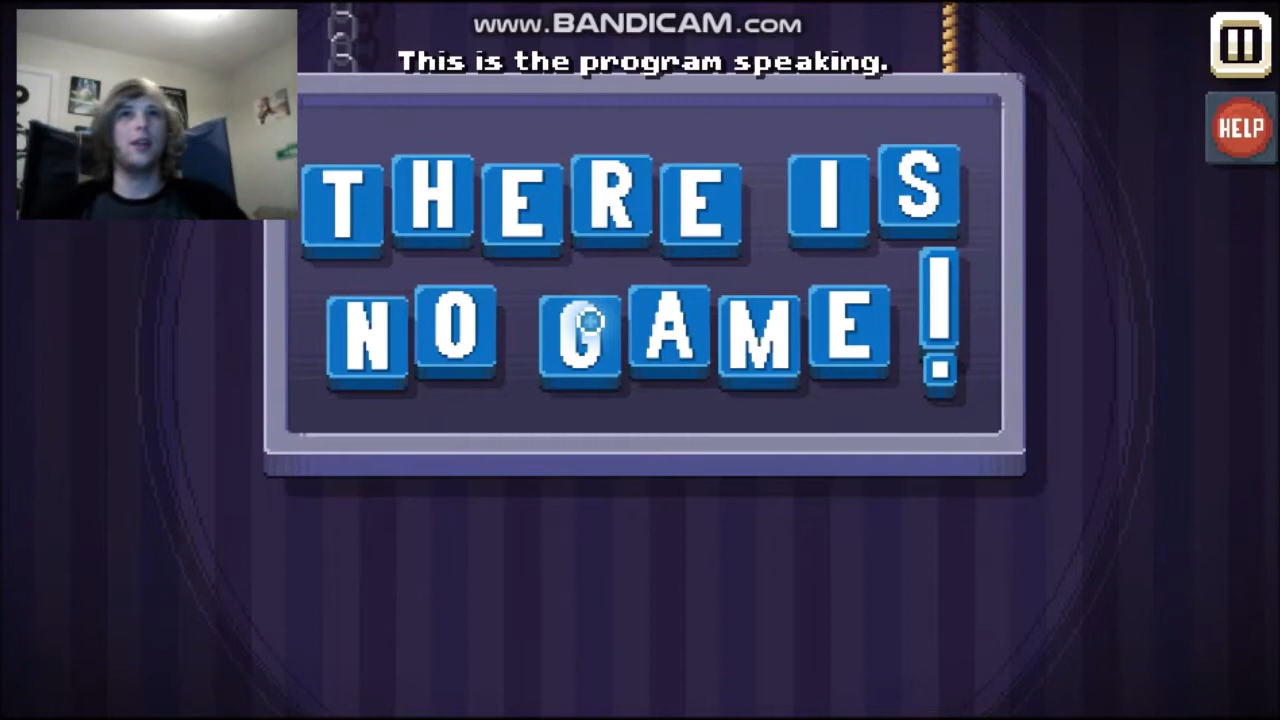 www.BANDICAM.com
This is the program speaking.
HELP
THERE IS
NO GAME!